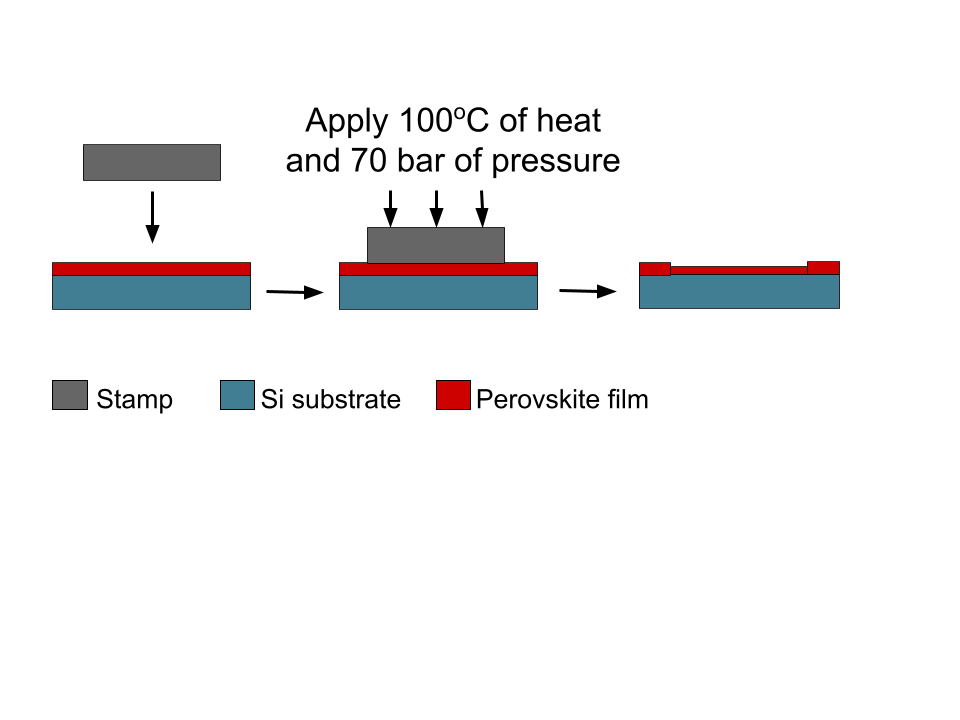 Apply 100ºC of heat
and 70 bar of pressure
Stamp Si substrate Perovskite film